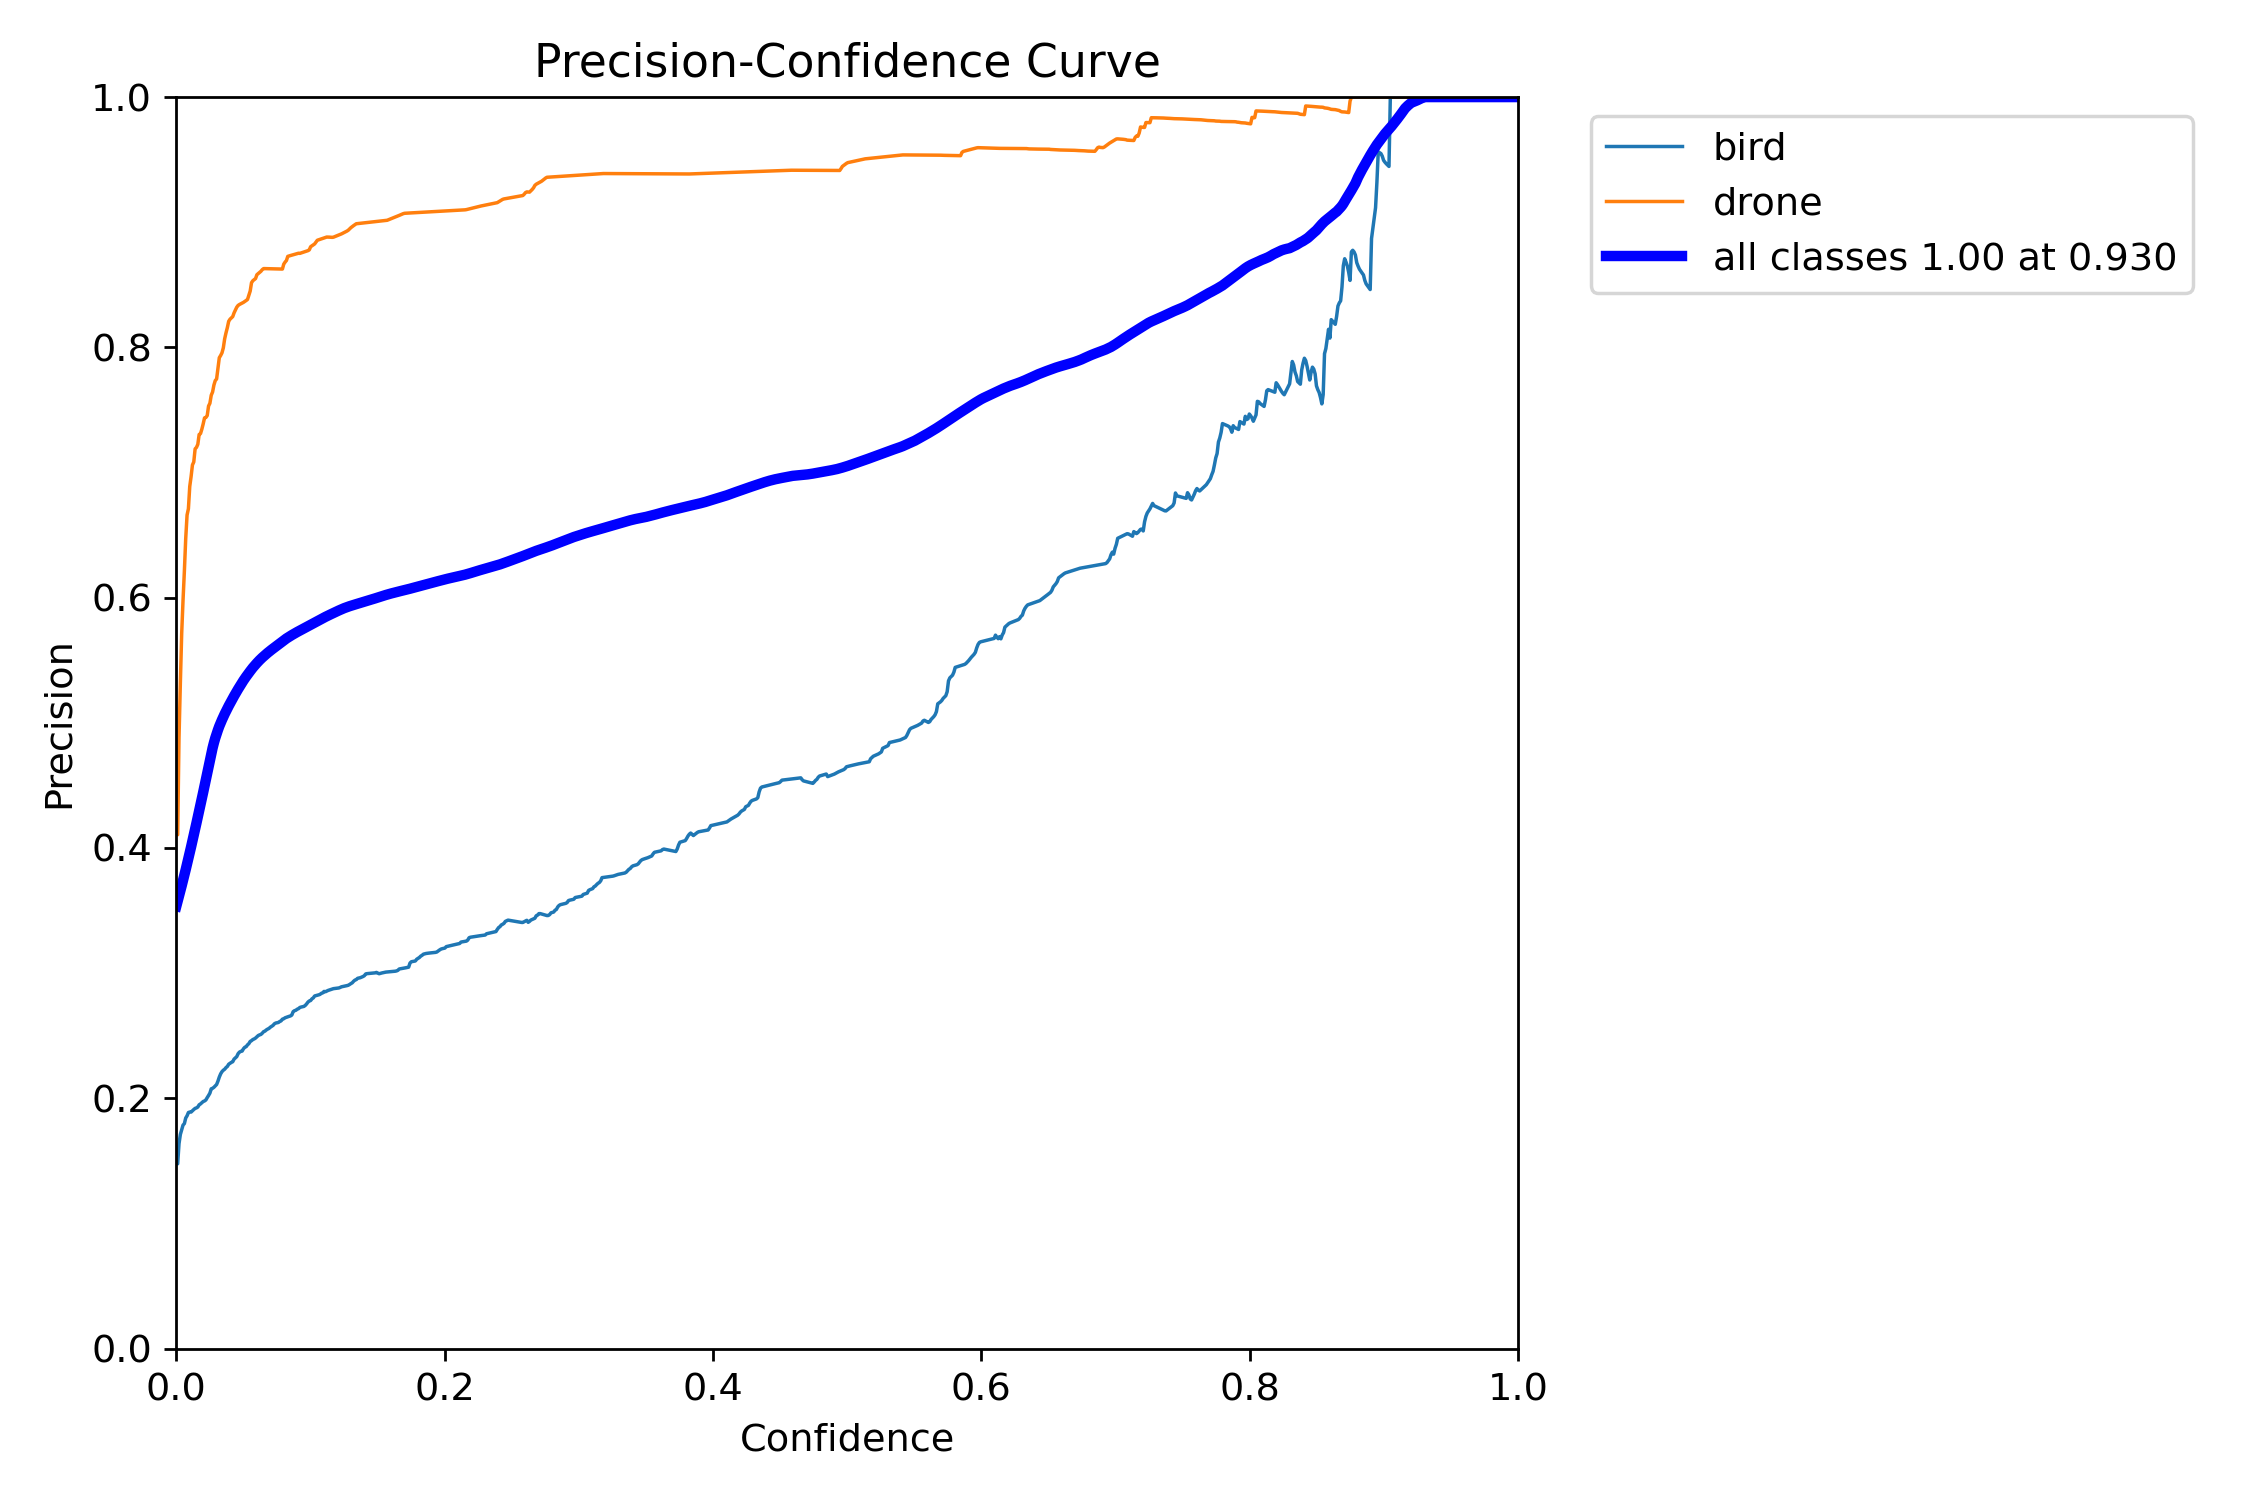 Precision-Confidence Curve
1.0
0.8
0.6
0.4
0.2
0.0
Precision
0.0 0.2 0.4 0.6 0.8 1.0
Confidence
bird
drone
all classes 1.00 at 0.930